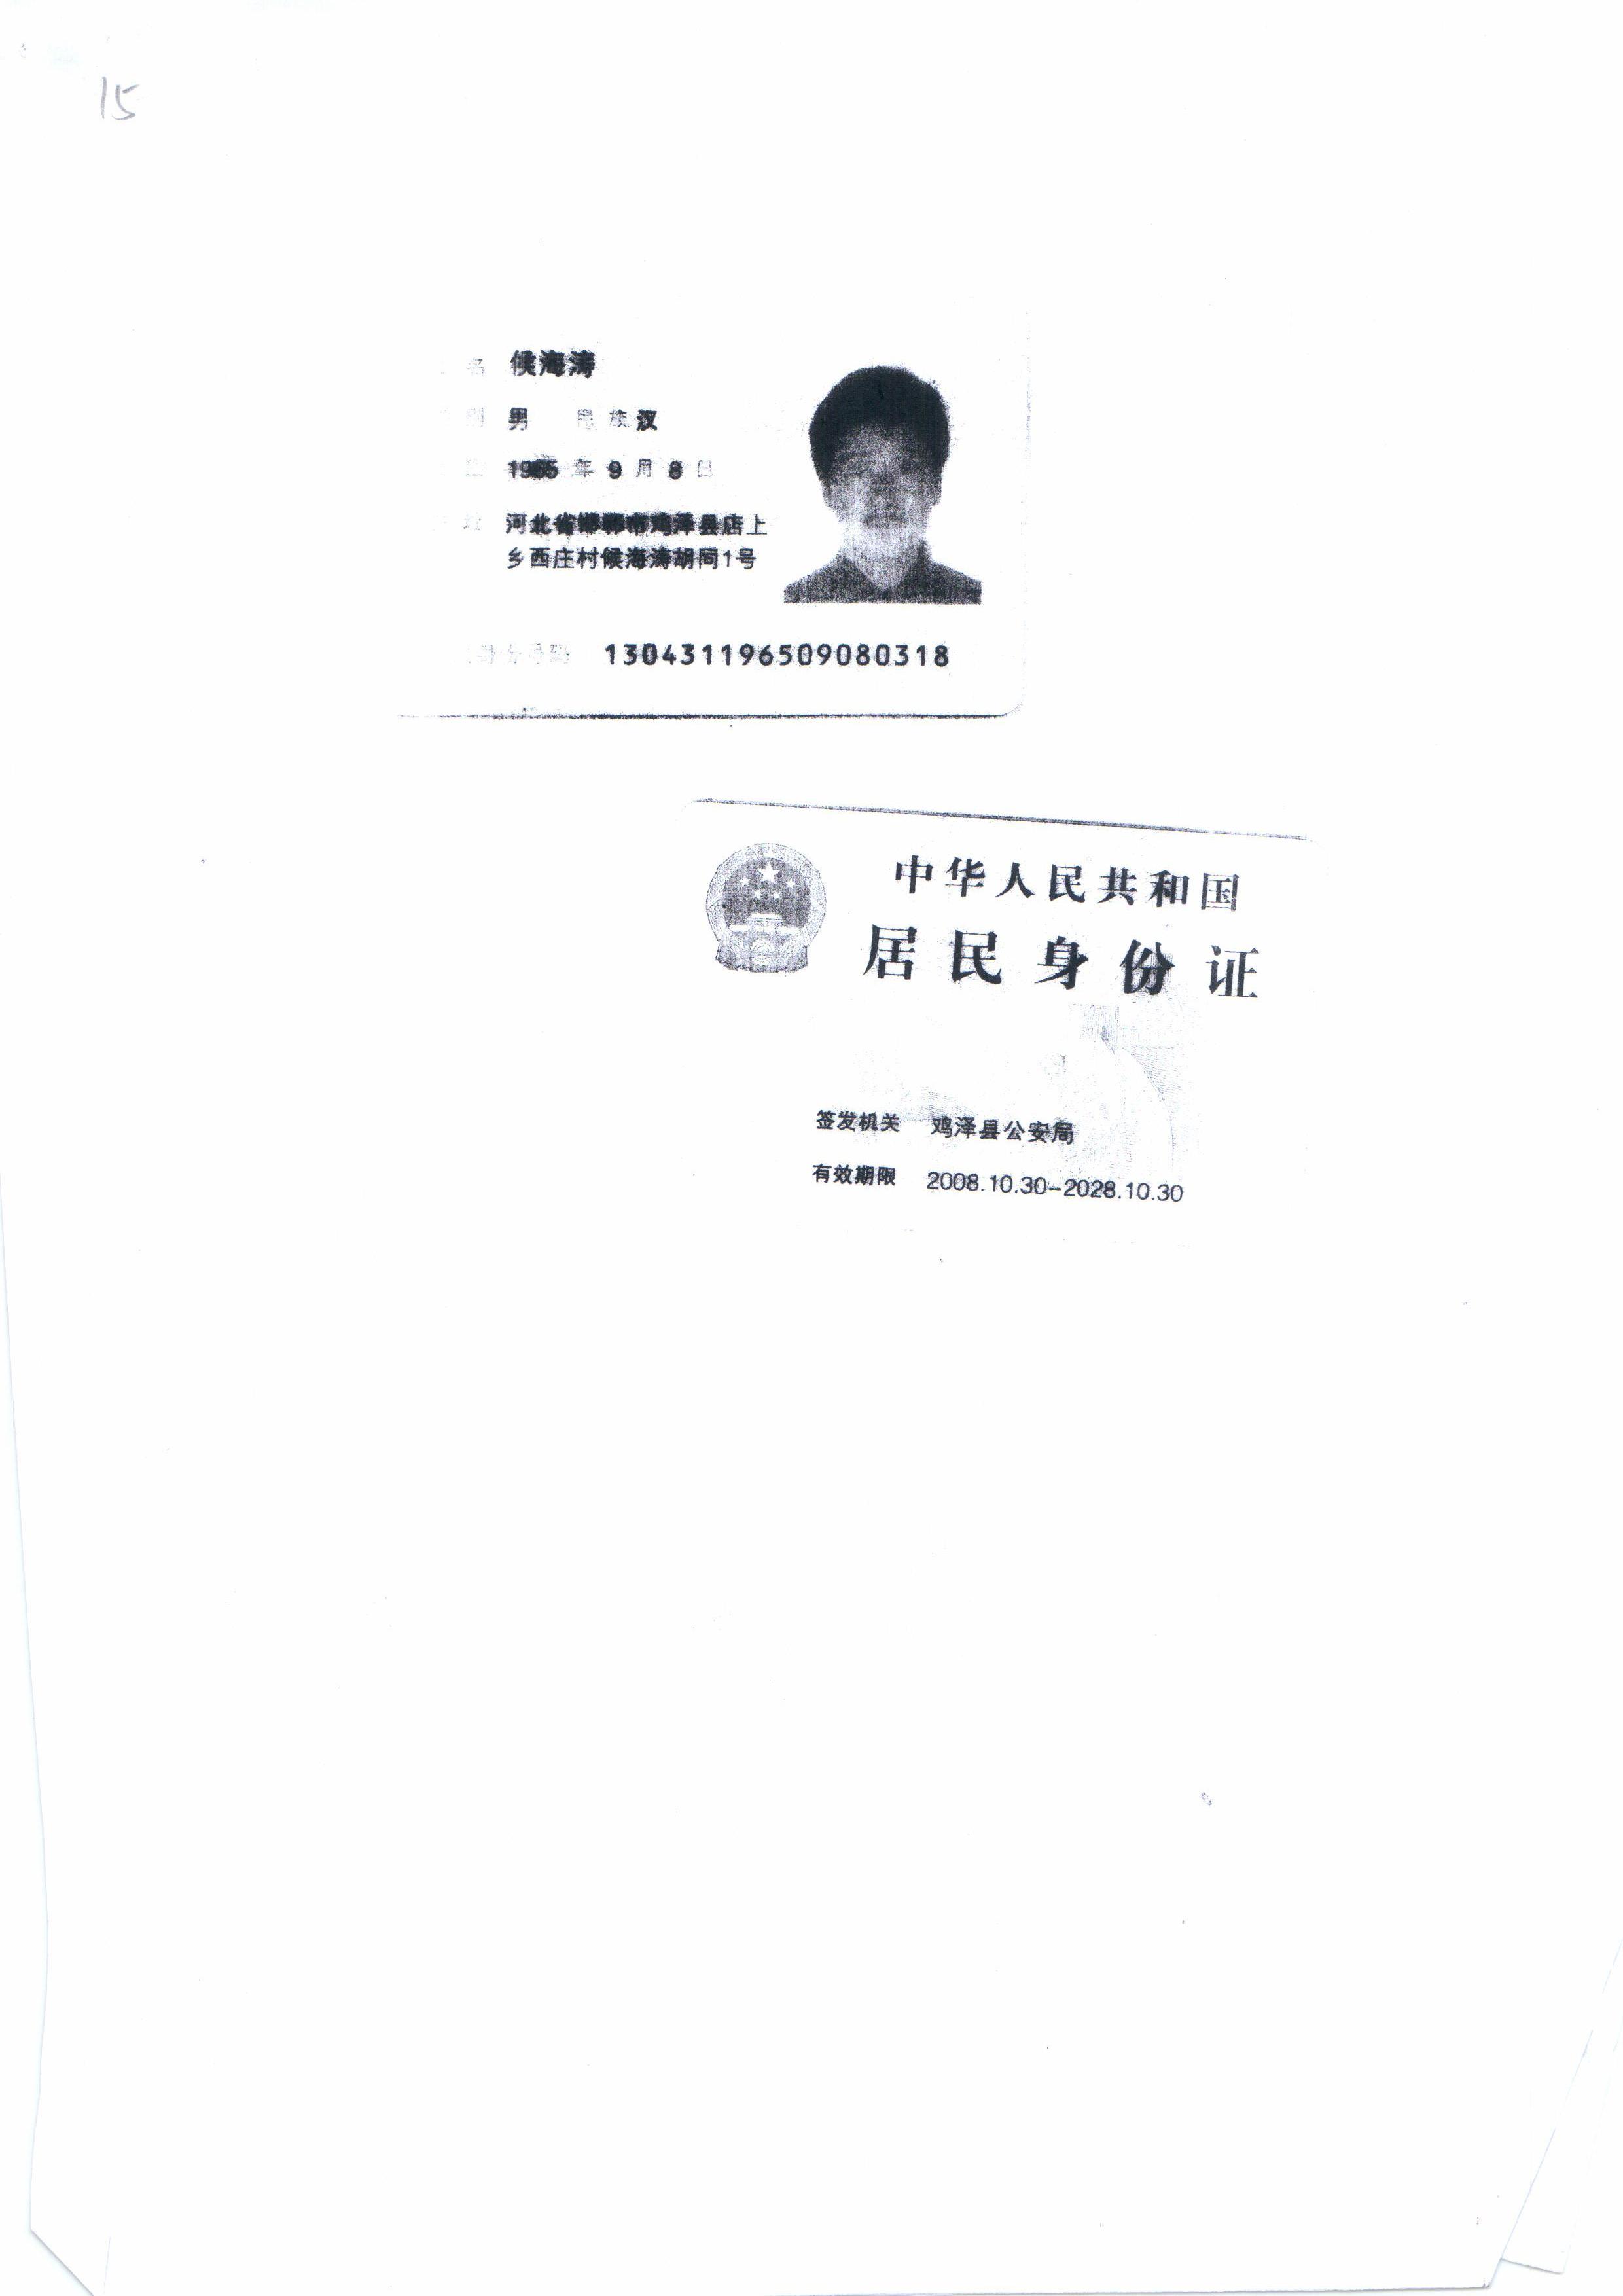 15
名 候海涛
别 男 民族 汉
1965 年 9 月 8 日
址 河北省邯郸市鸡泽县店上
乡西庄村候海涛胡同1号
身份号码 130431196509080318
中华人民共和国
居民身份证
签发机关 鸡泽县公安局
有效期限 2008.10.30-2028.10.30